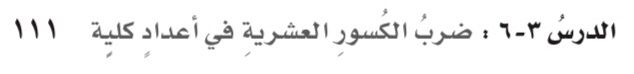 الدرسُ ٣-٦ : ضربُ الكُسورِ العشريةِ في أعدادٍ كليةٍ ١١١